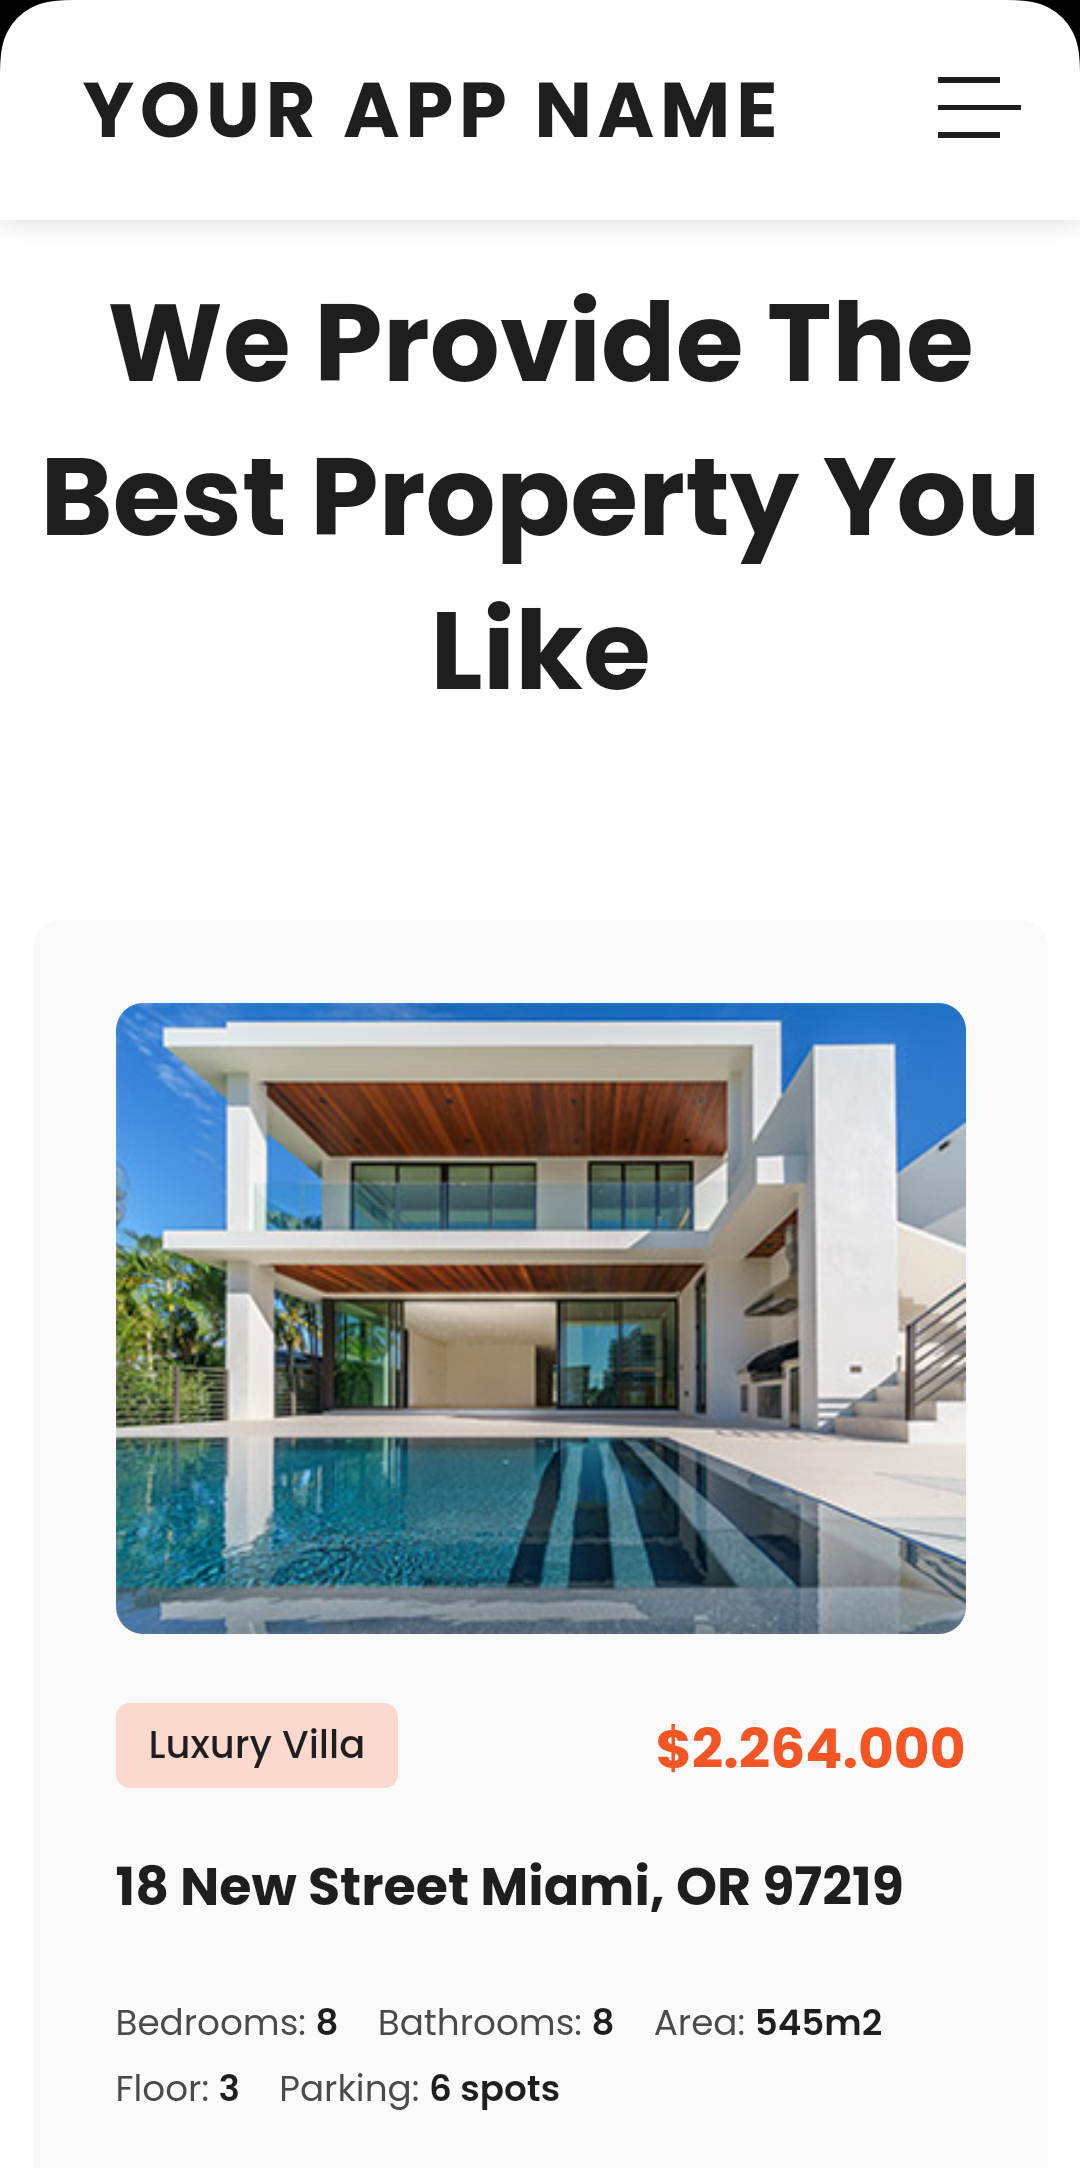 YOUR APP NAME
We Provide The
Best Property You
Like
Luxury Villa
$2.264.000
18 New Street Miami, OR 97219
Bedrooms: 8 Bathrooms: 8 Area: 545m2
Floor: 3 Parking: 6 spots